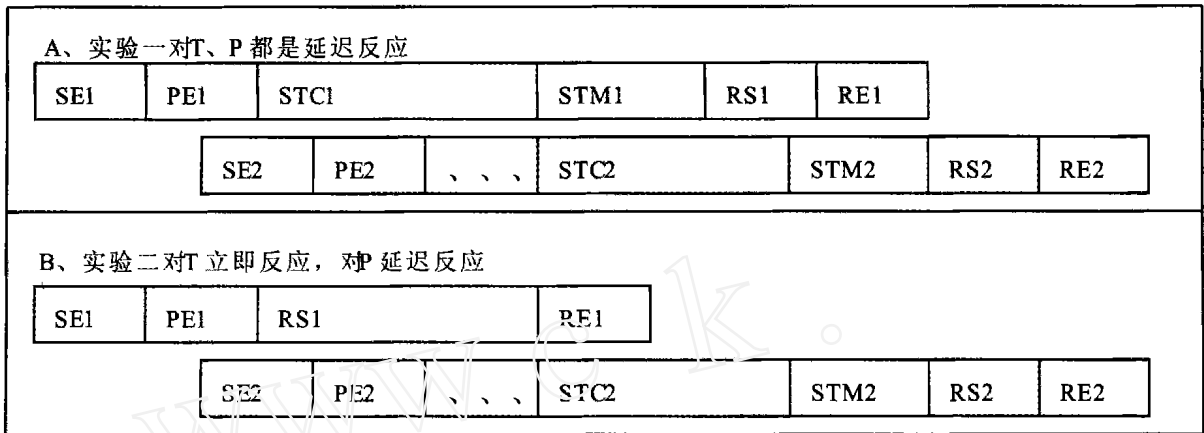 A、实验一对T、P都是延迟反应
SE1 PE1 STC1 STM1 RS1 RE1
SE2 PE2 、、、 STC2 STM2 RS2 RE2
B、实验二对T立即反应，对P延迟反应
SE1 PE1 RS1 RE1
SE2 PE2 、、、 STC2 STM2 RS2 RE2